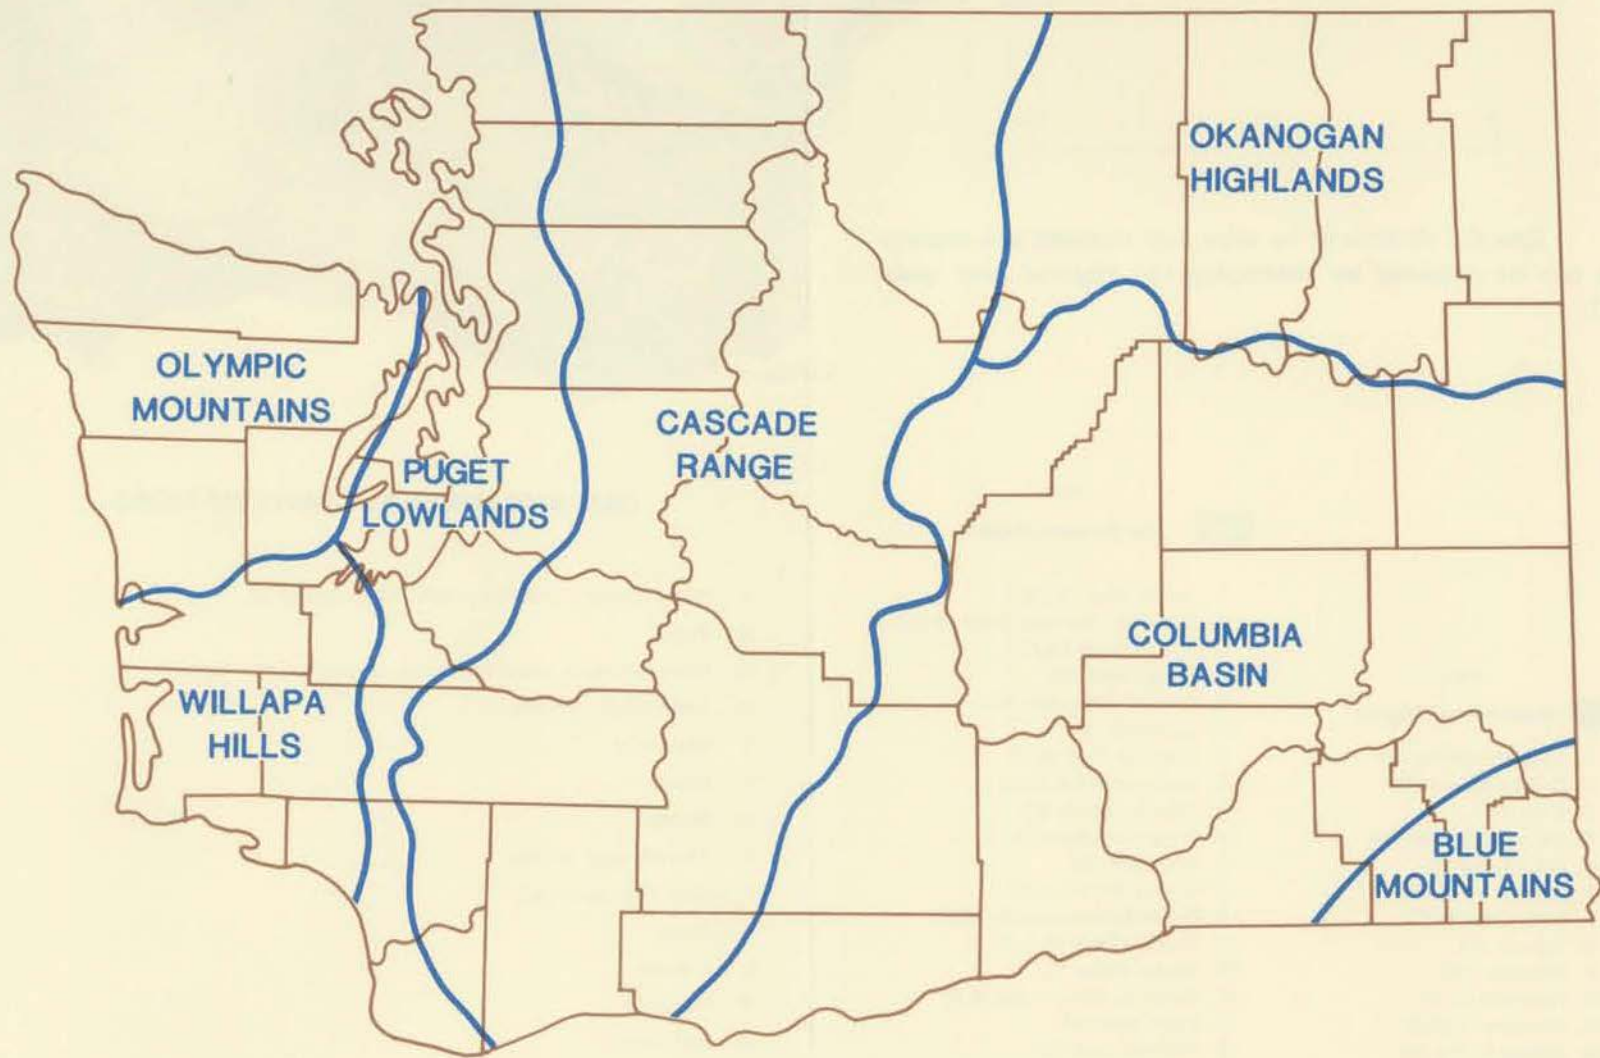 OKANOGAN
HIGHLANDS
OLYMPIC
MOUNTAINS
CASCADE
RANGE
PUGET
LOWLANDS
COLUMBIA
BASIN
WILLAPA
HILLS
BLUE
MOUNTAINS